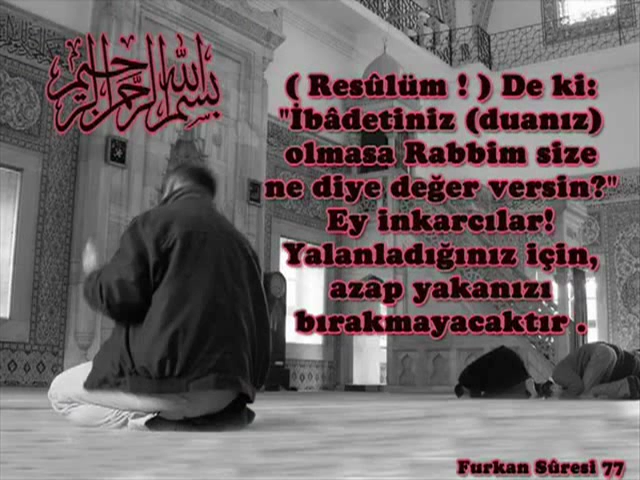 بسم الله الرحمن الرحيم
( Resûlüm ! ) De ki:
"İbâdetiniz (duanız)
olmasa Rabbim size
ne diye değer versin?"
Ey inkarcılar!
Yalanladığınız için,
azap yakanızı
bırakmayacaktır .
Furkan Sûresi 77